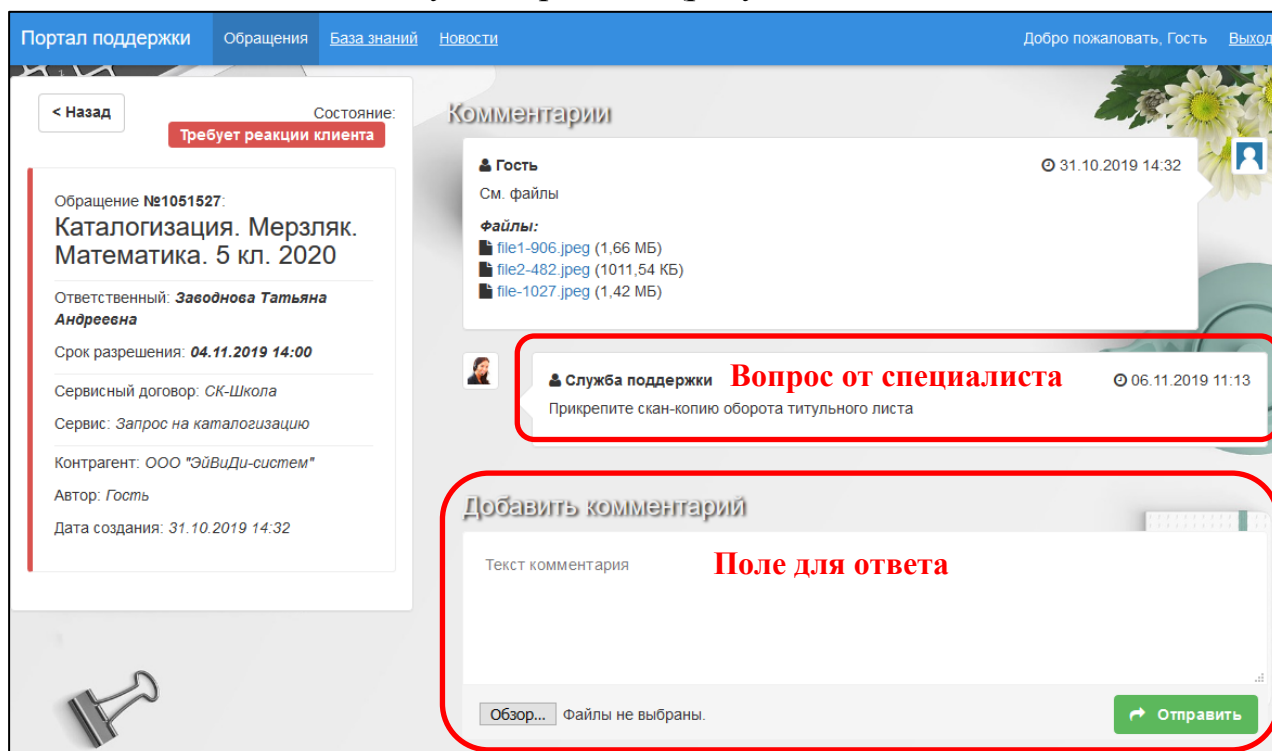 Портал поддержки Обращения База знаний Новости Добро пожаловать, Гость Выход
< Назад
Состояние:
Требует реакции клиента
Обращение №1051527:
Каталогизация. Мерзляк.
Математика. 5 кл. 2020
Ответственный: Заводнова Татьяна
Андреевна
Срок разрешения: 04.11.2019 14:00
Сервисный договор: СК-Школа
Сервис: Запрос на каталогизацию
Контрагент: ООО "ЭйВиДи-систем"
Автор: Гость
Дата создания: 31.10.2019 14:32
Комментарии
Гость 31.10.2019 14:32
См. файлы
Файлы:
file1-906.jpeg (1,66 МБ)
file2-482.jpeg (1011,54 КБ)
file-1027.jpeg (1,42 МБ)
Служба поддержки Вопрос от специалиста 06.11.2019 11:13
Прикрепите скан-копию оборота титульного листа
Добавить комментарий
Текст комментария Поле для ответа
Обзор... Файлы не выбраны. Отправить